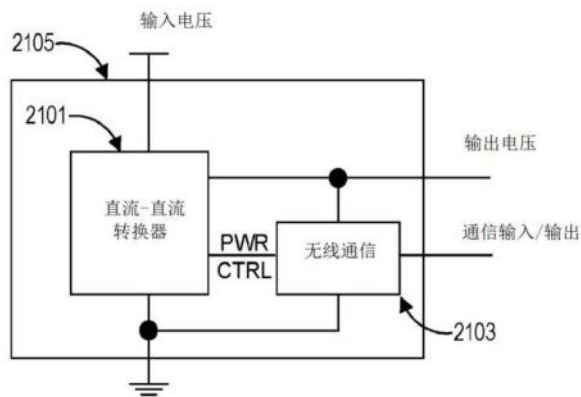 输入电压
2105
2101
输出电压
直流-直流
转换器
PWR
CTRL
无线通信
通信输入/输出
2103